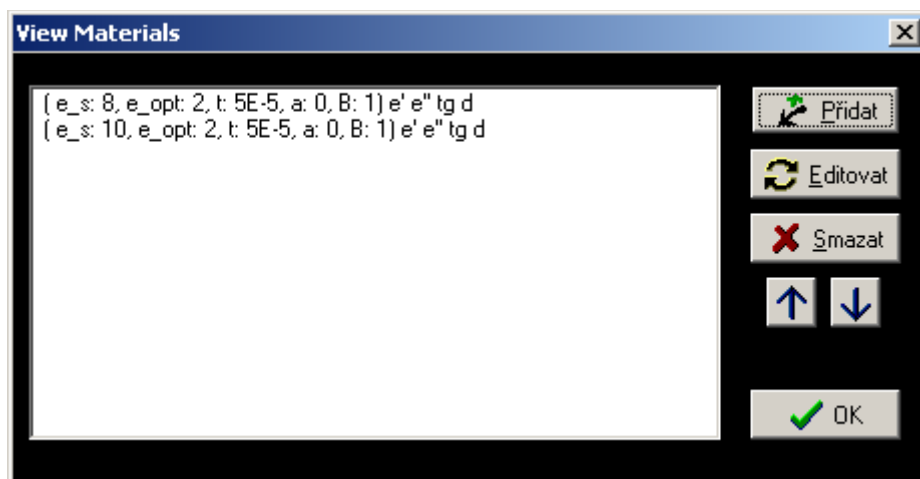 View Materials
( e_s: 8, e_opt: 2, t: 5E-5, a: 0, B: 1) e' e'' tg d
( e_s: 10, e_opt: 2, t: 5E-5, a: 0, B: 1) e' e'' tg d
Přidat
Editovat
Smazat
OK